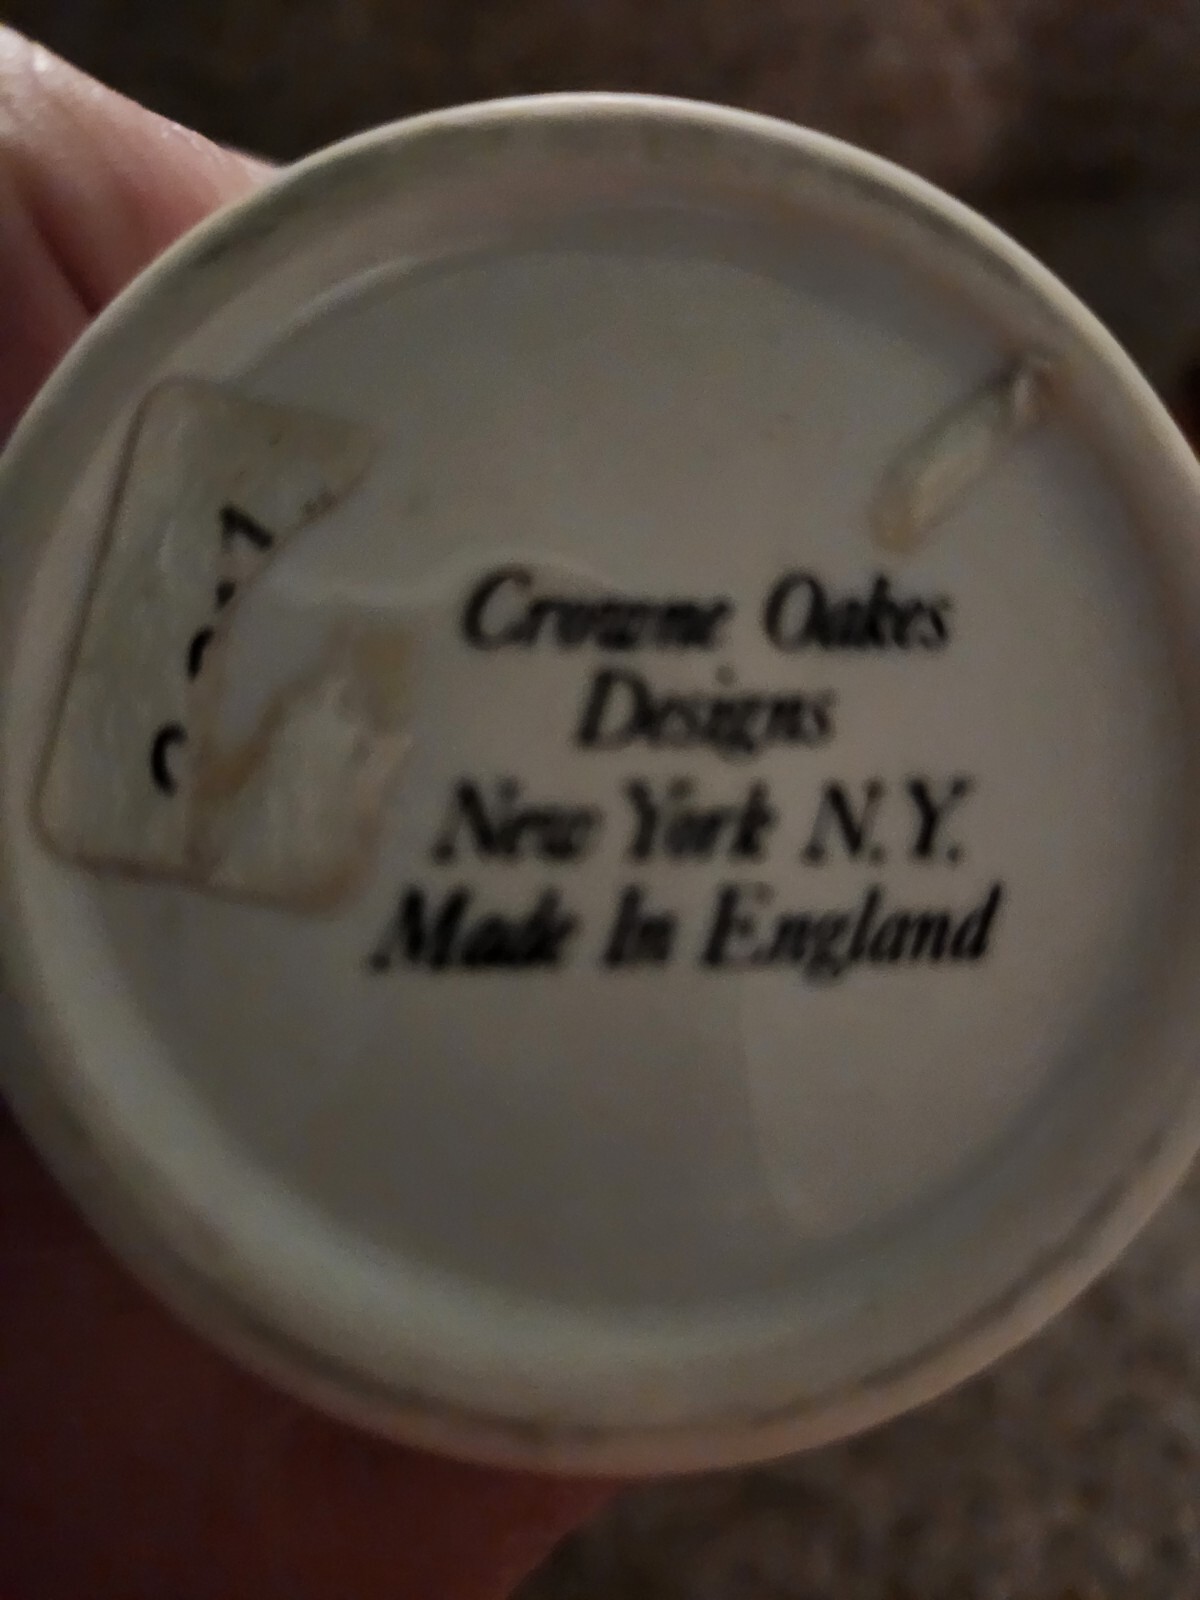 Crowne Oakes
Designs
New York N.Y.
Made In England